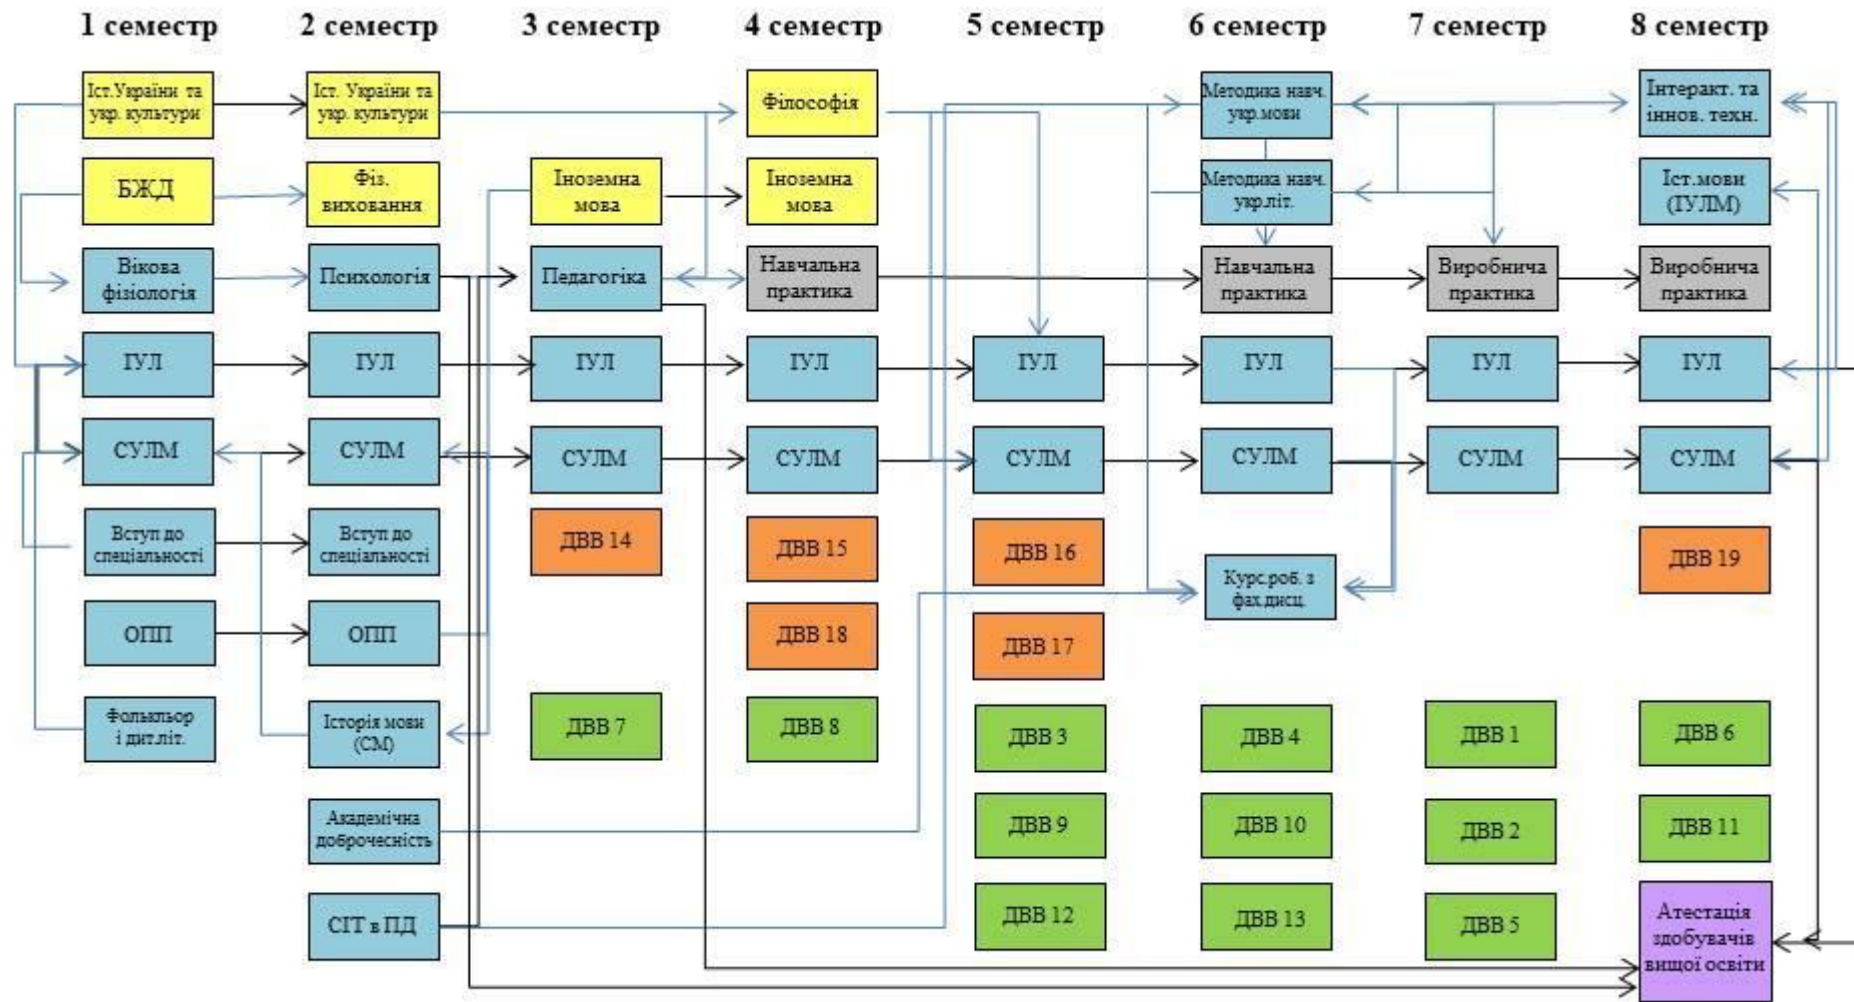 1 семестр
2 семестр
3 семестр
4 семестр
5 семестр
6 семестр
7 семестр
8 семестр
Іст.України та
укр. культури
Іст. України та
укр. культури
Філософія
Методика навч.
укр.мови
Інтеракт. та
іннов. техн.
БЖД
Фіз.
виховання
Іноземна
мова
Іноземна
мова
Методика навч.
укр.літ.
Іст.мови
(ІУЛМ)
Вікова
фізіологія
Психологія
Педагогіка
Навчальна
практика
Навчальна
практика
Виробнича
практика
Виробнича
практика
ІУЛ
ІУЛ
ІУЛ
ІУЛ
ІУЛ
ІУЛ
ІУЛ
ІУЛ
СУЛМ
СУЛМ
СУЛМ
СУЛМ
СУЛМ
СУЛМ
СУЛМ
СУЛМ
Вступ до
спеціальності
Вступ до
спеціальності
ДВВ 14
ДВВ 15
ДВВ 16
Курс.роб. з
фах.дисц.
ДВВ 19
ОПП
ОПП
ДВВ 18
ДВВ 17
Фольклор
і дит.літ.
Історія мови
(СМ)
ДВВ 7
ДВВ 8
ДВВ 3
ДВВ 4
ДВВ 1
ДВВ 6
Академічна
доброчесність
ДВВ 9
ДВВ 10
ДВВ 2
ДВВ 11
СІТ в ПД
ДВВ 12
ДВВ 13
ДВВ 5
Атестація
здобувачів
вищої освіти